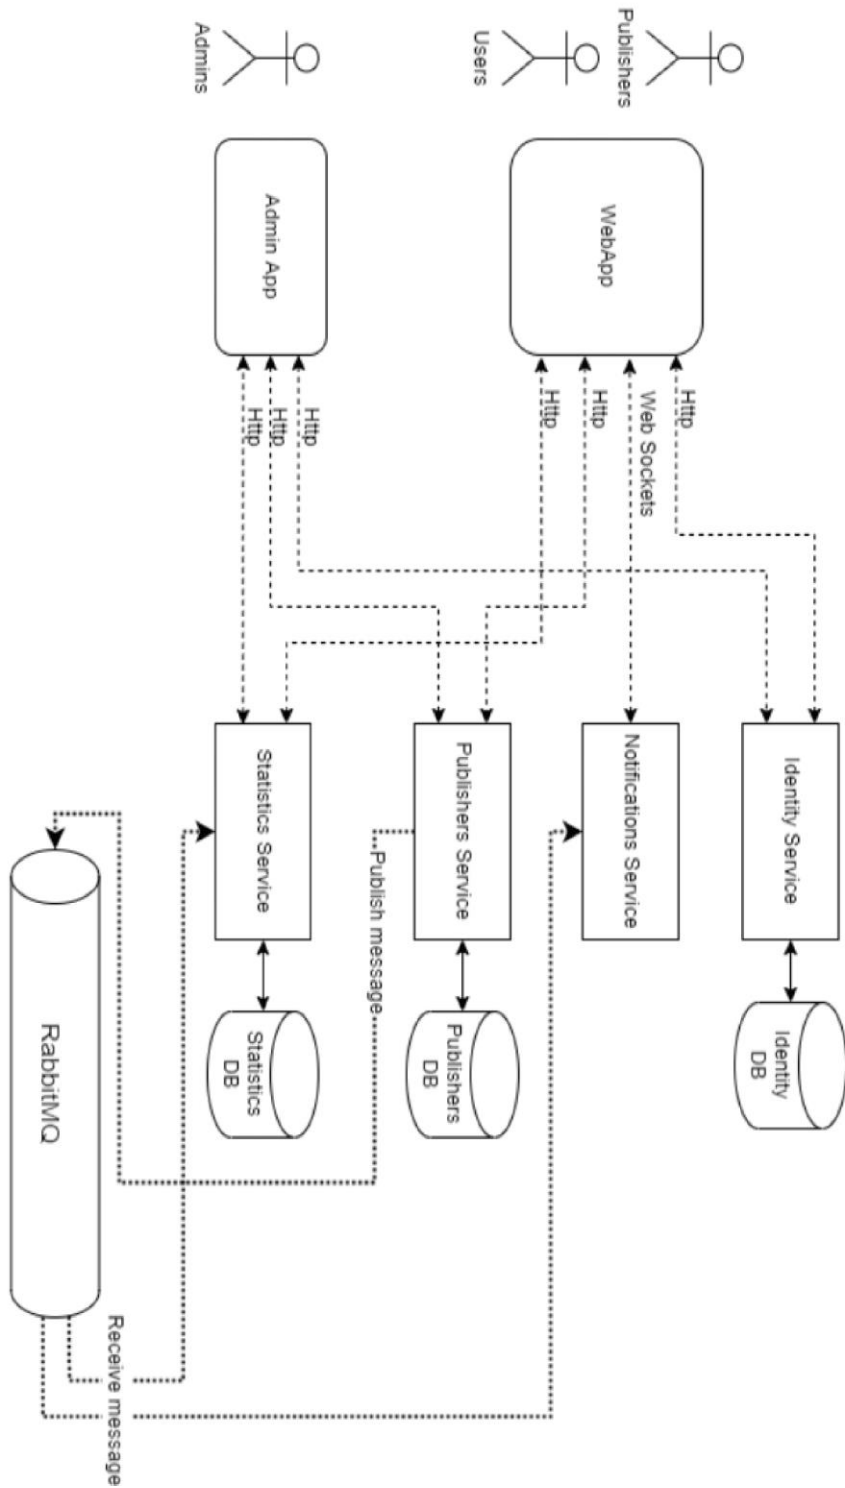 Publishers
Users
Admins
WebApp
Admin App
Http
Web Sockets
Http
Http
Http
Http
Http
Identity Service
Notifications Service
Publishers Service
Statistics Service
Identity
DB
Publishers
DB
Statistics
DB
Publish message
RabbitMQ
Receive message